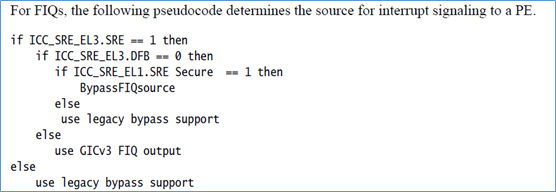 For FIQs, the following pseudocode determines the source for interrupt signaling to a PE.
if ICC_SRE_EL3.SRE == 1 then
    if ICC_SRE_EL3.DFB == 0 then
        if ICC_SRE_EL1.SRE Secure  == 1 then
            BypassFIQsource
        else
         use legacy bypass support
    else
        use GICv3 FIQ output
else
    use legacy bypass support